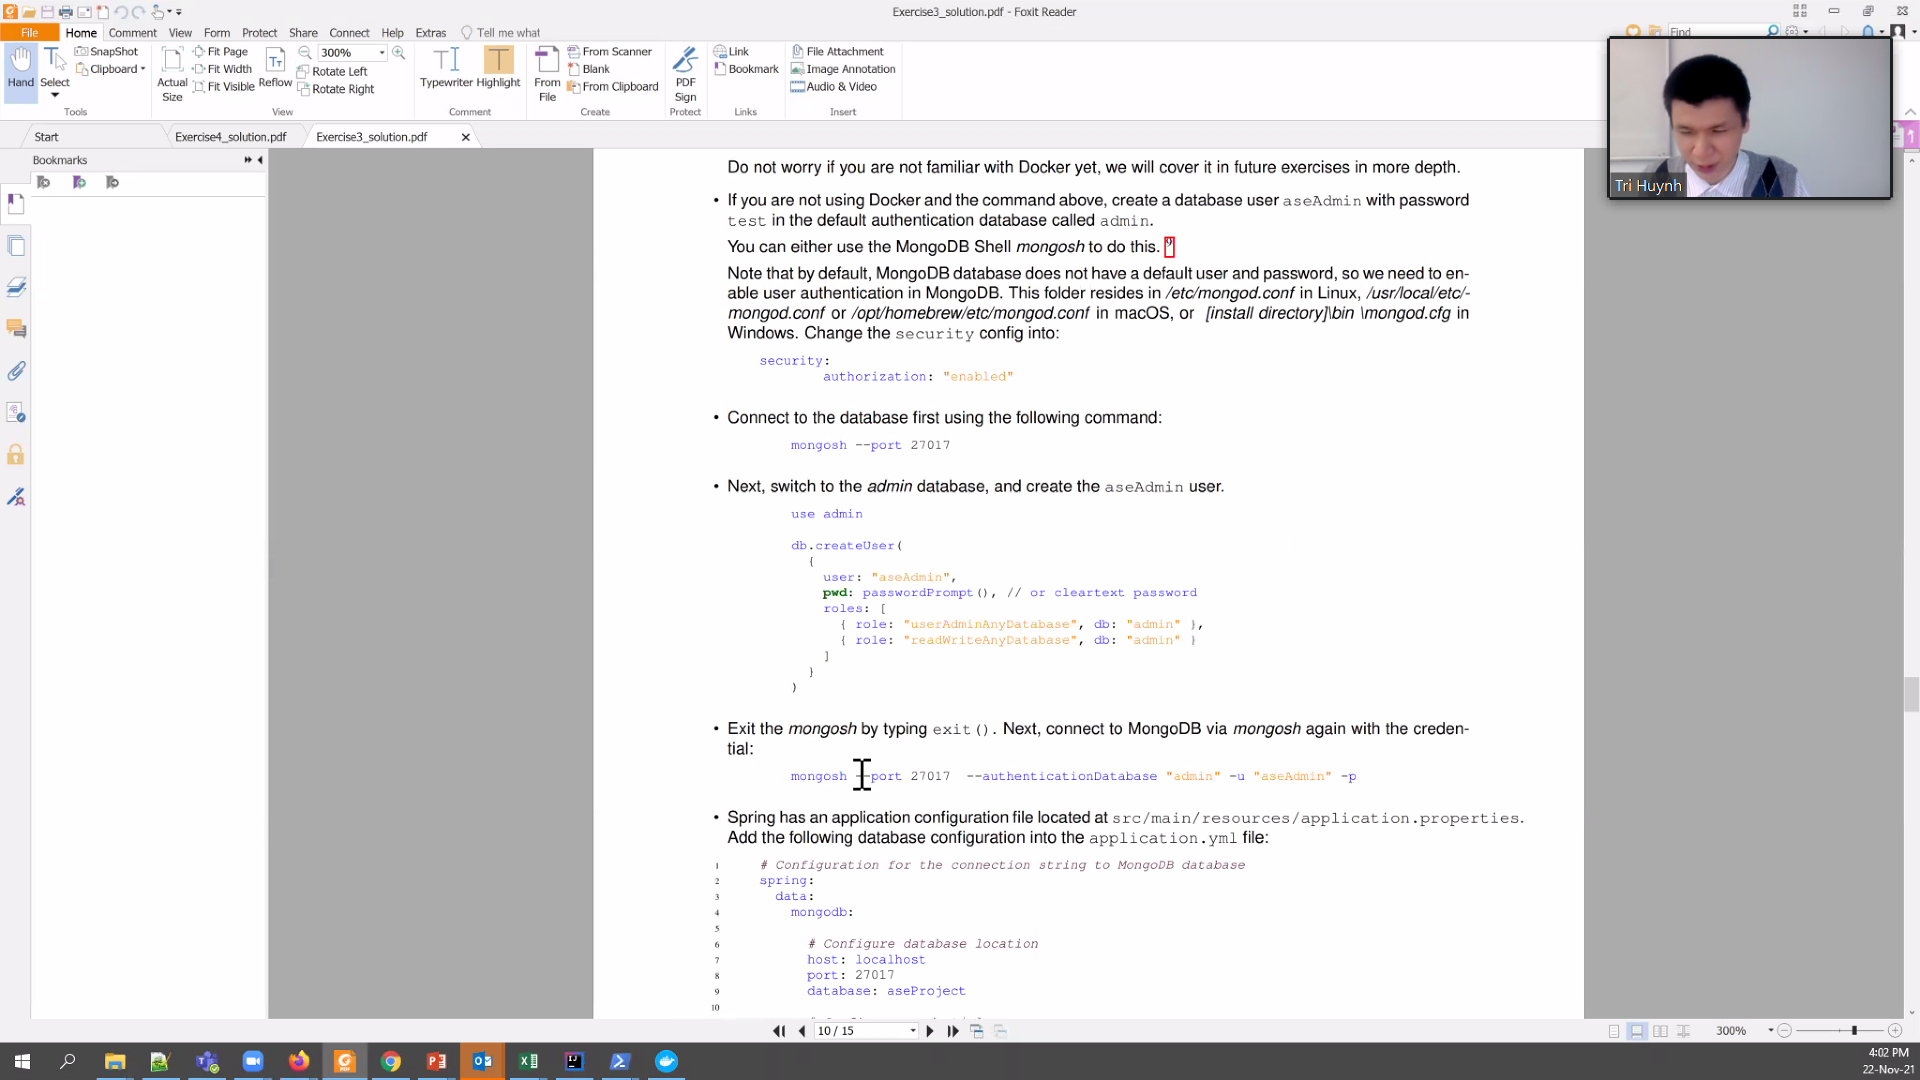 Exercise3_solution.pdf - Foxit Reader
File Home Comment View Form Protect Share Connect Help Extras Tell me what Find
Hand
Select
SnapShot
Clipboard
Tools
Actual Size
Fit Page
Fit Width
Fit Visible
Reflow
300%
Rotate Left
Rotate Right
View
Typewriter Highlight
Comment
From File
From Scanner
Blank
From Clipboard
Create
PDF Sign
Protect
Link
Bookmark
Links
File Attachment
Image Annotation
Audio & Video
Insert
Start Exercise4_solution.pdf Exercise3_solution.pdf
Bookmarks
Tri Huynh
Do not worry if you are not familiar with Docker yet, we will cover it in future exercises in more depth.
• If you are not using Docker and the command above, create a database user aseAdmin with password
test in the default authentication database called admin.
You can either use the MongoDB Shell mongosh to do this. 9
Note that by default, MongoDB database does not have a default user and password, so we need to en-
able user authentication in MongoDB. This folder resides in /etc/mongod.conf in Linux, /usr/local/etc/-
mongod.conf or /opt/homebrew/etc/mongod.conf in macOS, or [install directory]\bin \mongod.cfg in
Windows. Change the security config into:
security:
authorization: "enabled"
• Connect to the database first using the following command:
mongosh --port 27017
• Next, switch to the admin database, and create the aseAdmin user.
use admin
db.createUser(
{
user: "aseAdmin",
pwd: passwordPrompt(), // or cleartext password
roles: [
{ role: "userAdminAnyDatabase", db: "admin" },
{ role: "readWriteAnyDatabase", db: "admin" }
]
}
)
• Exit the mongosh by typing exit(). Next, connect to MongoDB via mongosh again with the creden-
tial:
mongosh --port 27017 --authenticationDatabase "admin" -u "aseAdmin" -p
• Spring has an application configuration file located at src/main/resources/application.properties.
Add the following database configuration into the application.yml file:
1 # Configuration for the connection string to MongoDB database
2 spring:
3 data:
4 mongodb:
5
6 # Configure database location
7 host: localhost
8 port: 27017
9 database: aseProject
10
10 / 15
300%
4:02 PM
22-Nov-21